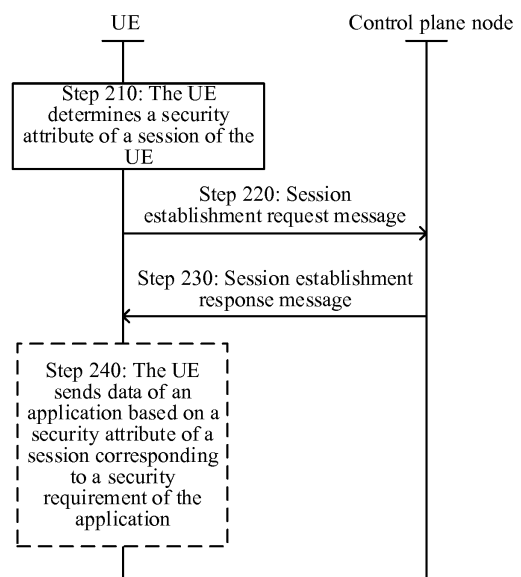 UE
Control plane node
Step 210: The UE
determines a security
attribute of a session of the
UE
Step 220: Session
establishment request message
Step 230: Session establishment
response message
Step 240: The UE
sends data of an
application based on a
security attribute of a
session corresponding
to a security
requirement of the
application